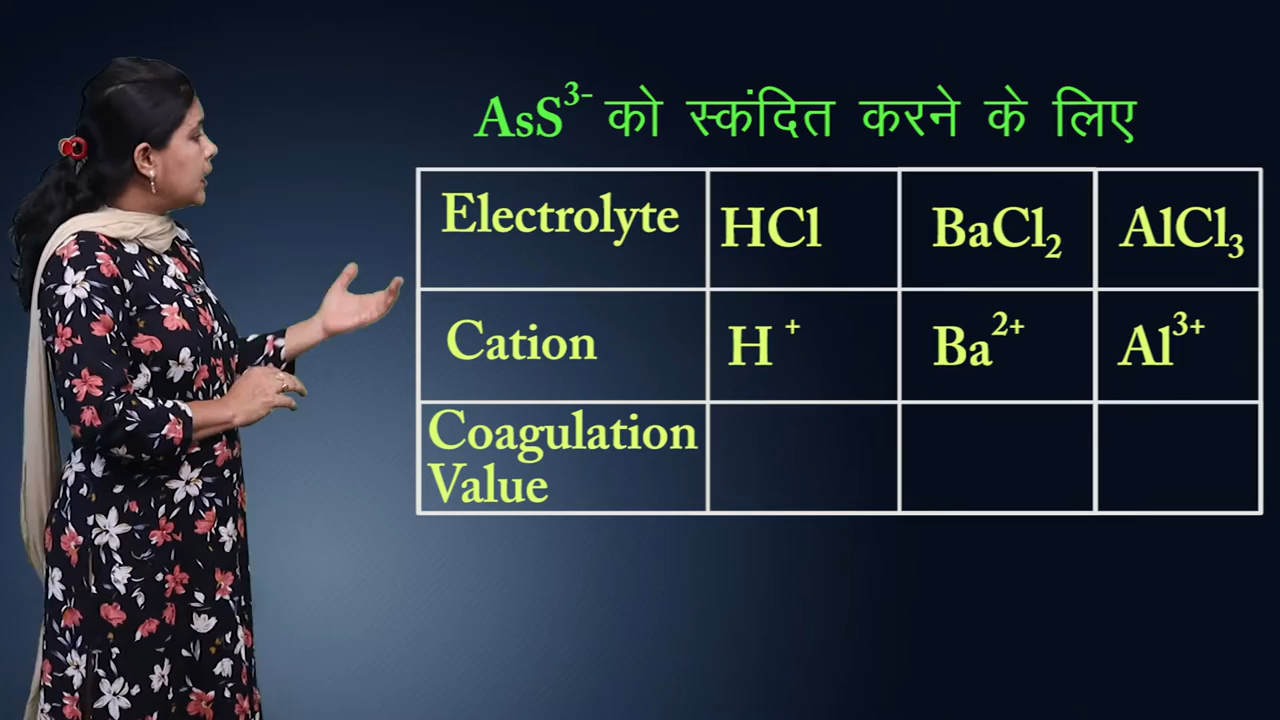 AsS³⁻ को स्कंदित करने के लिए
Electrolyte HCl BaCl₂ AlCl₃
Cation H⁺ Ba²⁺ Al³⁺
Coagulation
Value